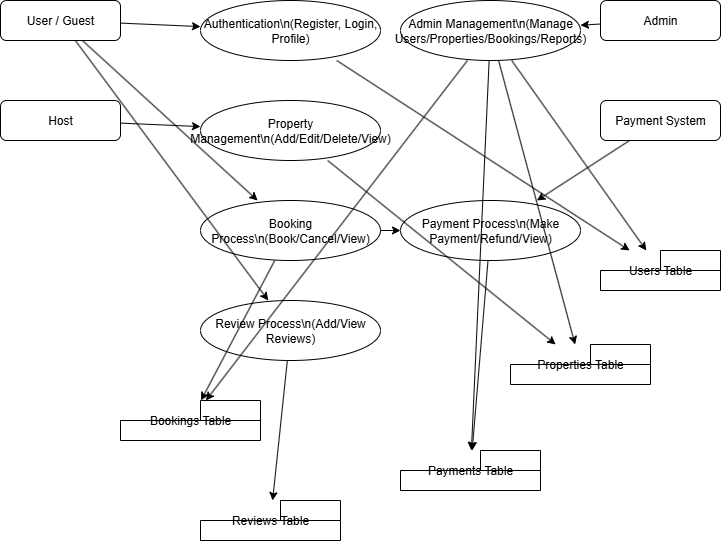 User / Guest
Authentication\n(Register, Login,
Profile)
Admin Management\n(Manage
Users/Properties/Bookings/Reports)
Admin
Host
Property
Management\n(Add/Edit/Delete/View)
Payment System
Booking
Process\n(Book/Cancel/View)
Payment Process\n(Make
Payment/Refund/View)
Users Table
Review Process\n(Add/View
Reviews)
Properties Table
Bookings Table
Payments Table
Reviews Table